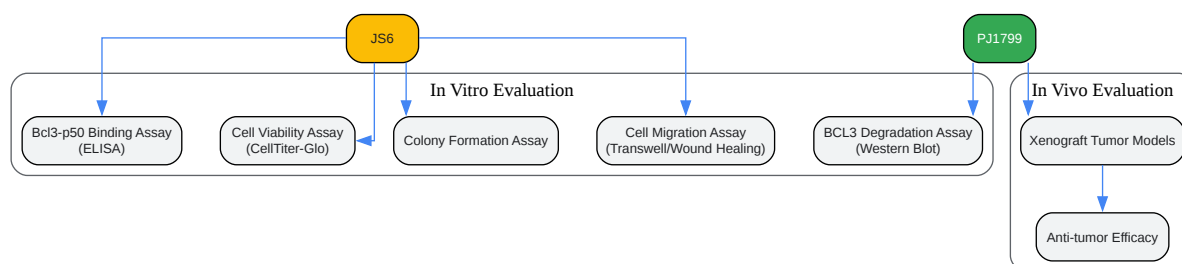 JS6
PJ1799
In Vitro Evaluation
In Vivo Evaluation
Bcl3-p50 Binding Assay
(ELISA)
Cell Viability Assay
(CellTiter-Glo)
Colony Formation Assay
Cell Migration Assay
(Transwell/Wound Healing)
BCL3 Degradation Assay
(Western Blot)
Xenograft Tumor Models
Anti-tumor Efficacy